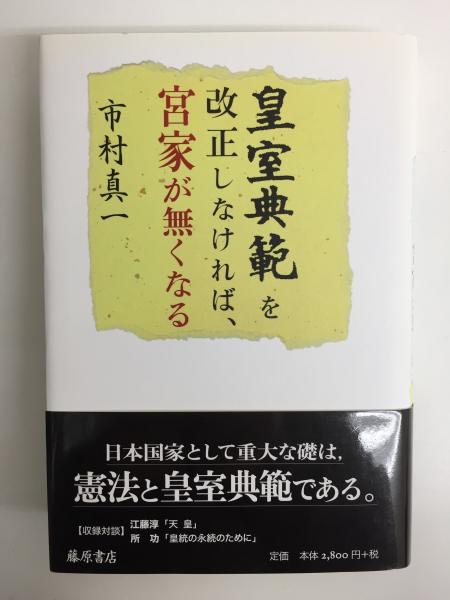 皇室典範を
改正しなければ、
宮家が無くなる
市村真一
日本国家として重大な礎は,
憲法と皇室典範である。
【収録対談】
江藤淳「天 皇」
所 功「皇統の永続のために」
藤原書店
定価 本体 2,800 円+税